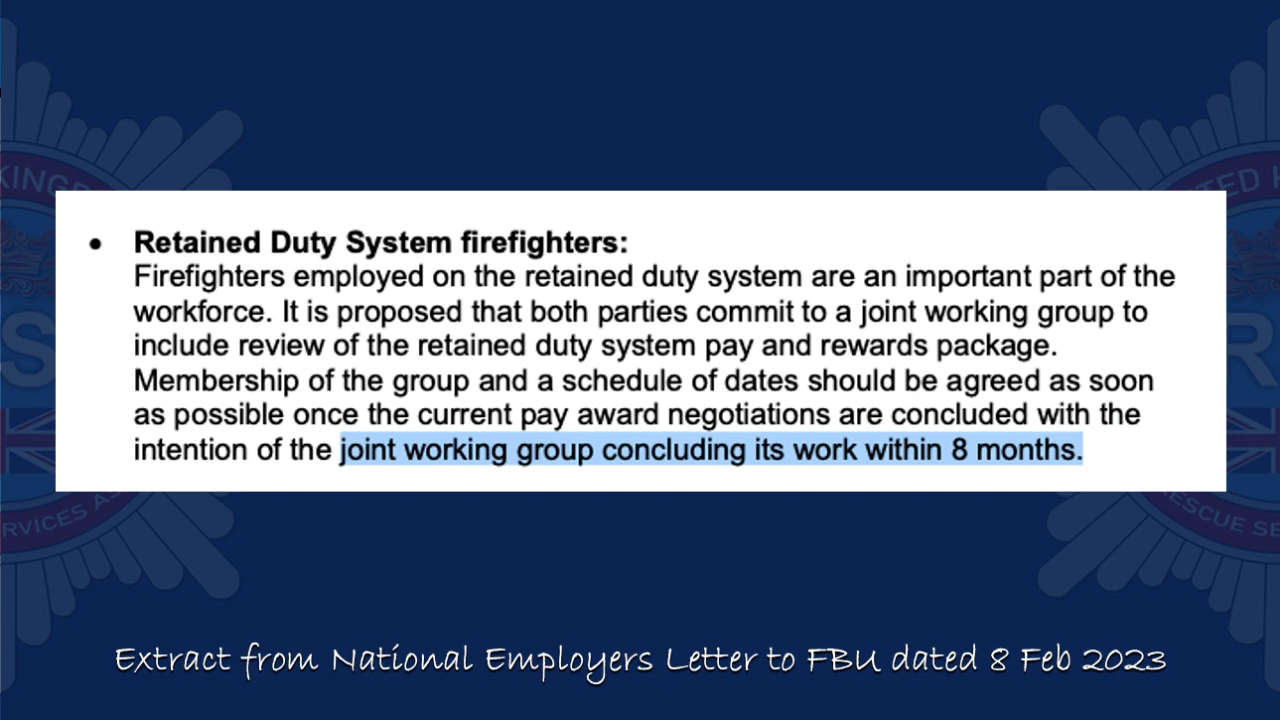 • Retained Duty System firefighters:
Firefighters employed on the retained duty system are an important part of the
workforce. It is proposed that both parties commit to a joint working group to
include review of the retained duty system pay and rewards package.
Membership of the group and a schedule of dates should be agreed as soon
as possible once the current pay award negotiations are concluded with the
intention of the joint working group concluding its work within 8 months.
Extract from National Employers Letter to FBU dated 8 Feb 2023